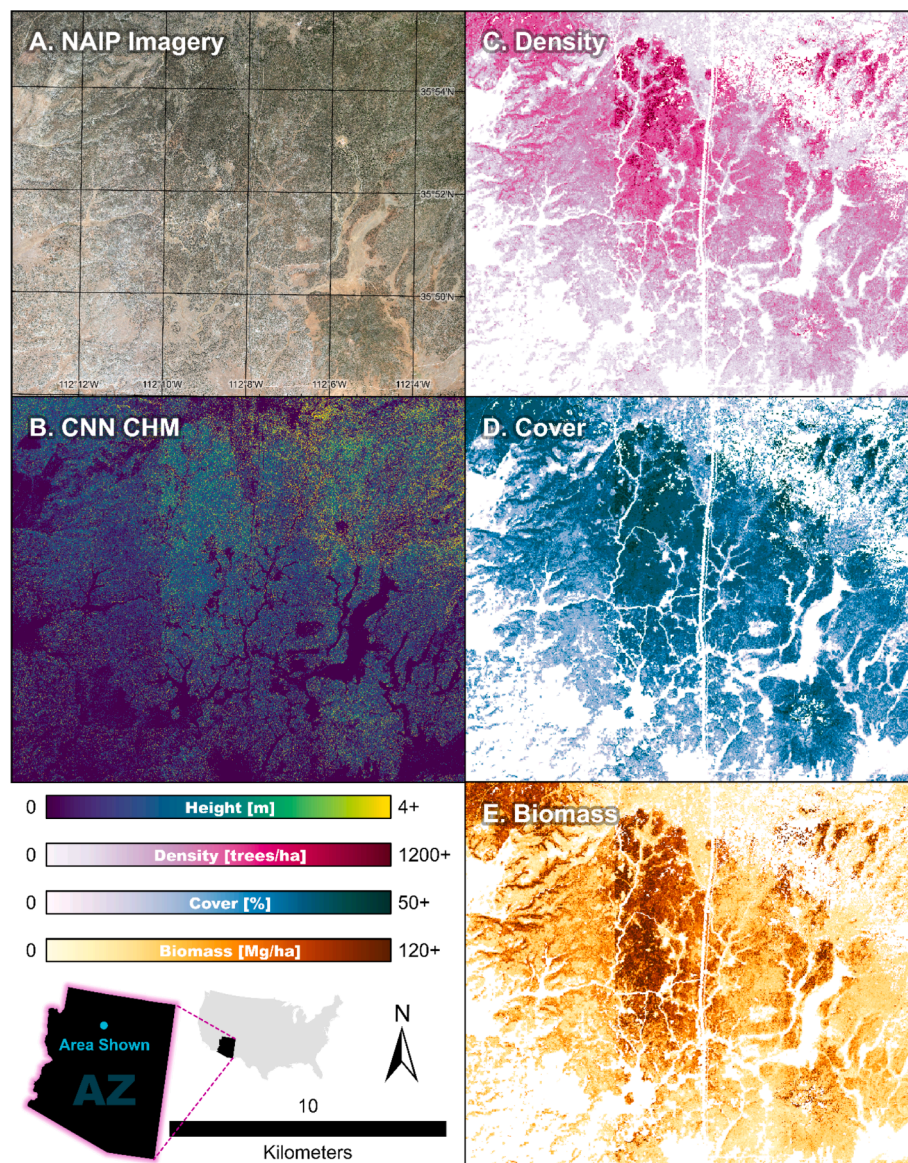 A. NAIP Imagery
35°54'N
35°52'N
35°50'N
112°12'W 112°10'W 112°8'W 112°6'W 112°4'W
B. CNN CHM
C. Density
D. Cover
E. Biomass
0 Height [m] 4+
0 Density [trees/ha] 1200+
0 Cover [%] 50+
0 Biomass [Mg/ha] 120+
Area Shown
AZ
N
10
Kilometers